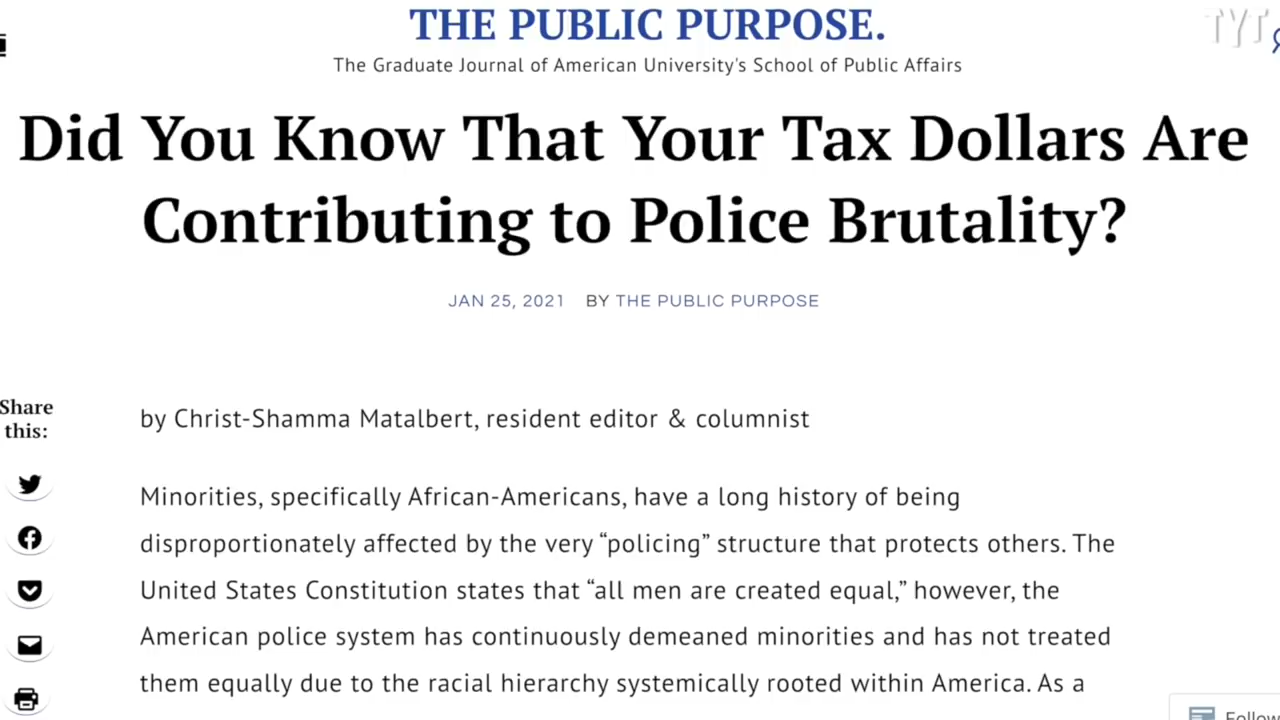 THE PUBLIC PURPOSE.
TYT
The Graduate Journal of American University's School of Public Affairs
Did You Know That Your Tax Dollars Are
Contributing to Police Brutality?
JAN 25, 2021 BY THE PUBLIC PURPOSE
Share
this:
by Christ-Shamma Matalbert, resident editor & columnist
Minorities, specifically African-Americans, have a long history of being
disproportionately affected by the very “policing” structure that protects others. The
United States Constitution states that “all men are created equal,” however, the
American police system has continuously demeaned minorities and has not treated
them equally due to the racial hierarchy systemically rooted within America. As a